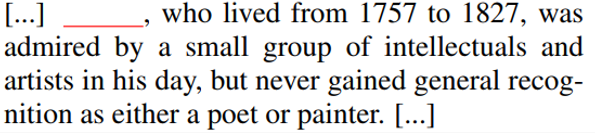 [...] ______, who lived from 1757 to 1827, was
admired by a small group of intellectuals and
artists in his day, but never gained general recog-
nition as either a poet or painter. [...]